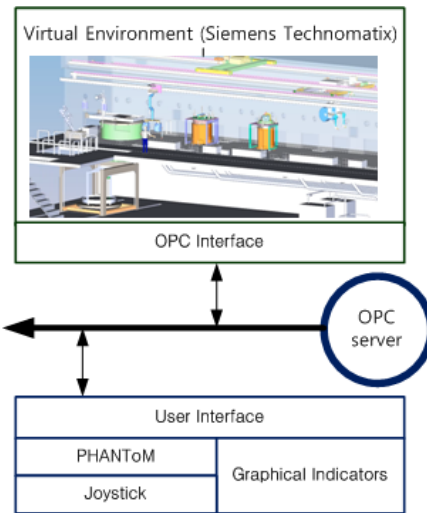 Virtual Environment (Siemens Technomatix)
OPC Interface
OPC
server
User Interface
PHANToM
Joystick
Graphical Indicators